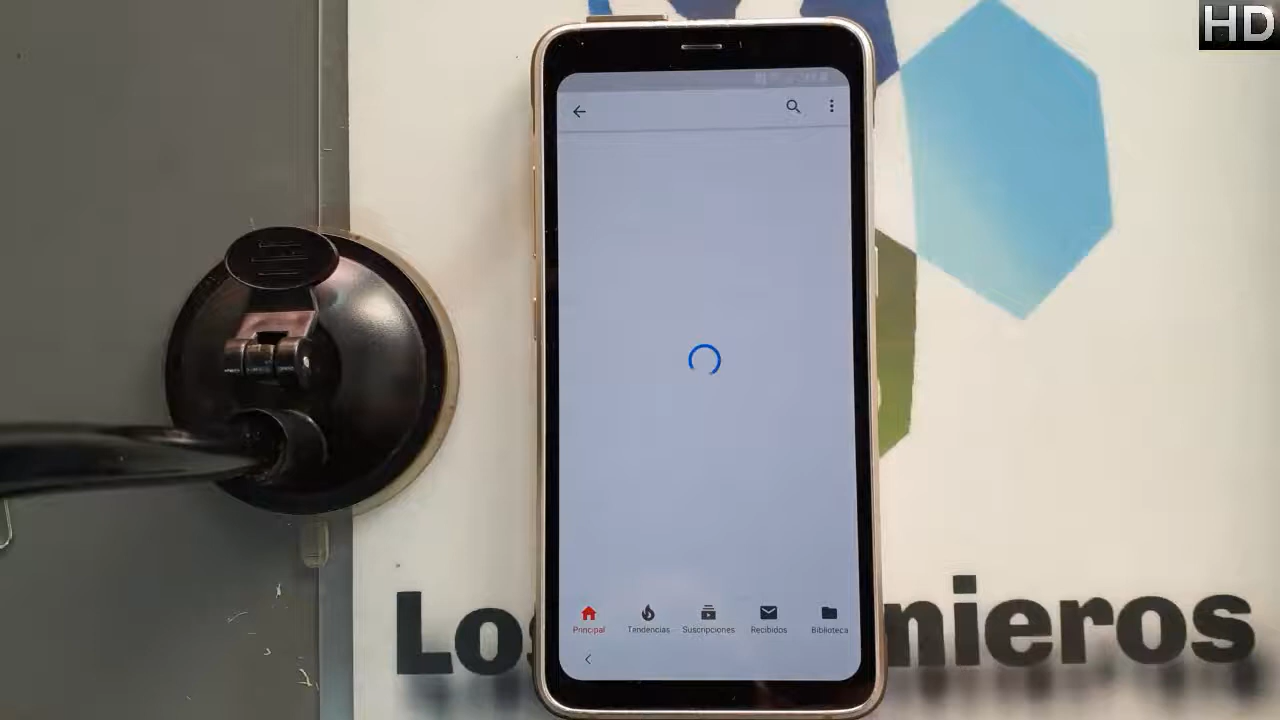 HD
Principal Tendencias Suscripciones Recibidos Biblioteca
Lo nieros